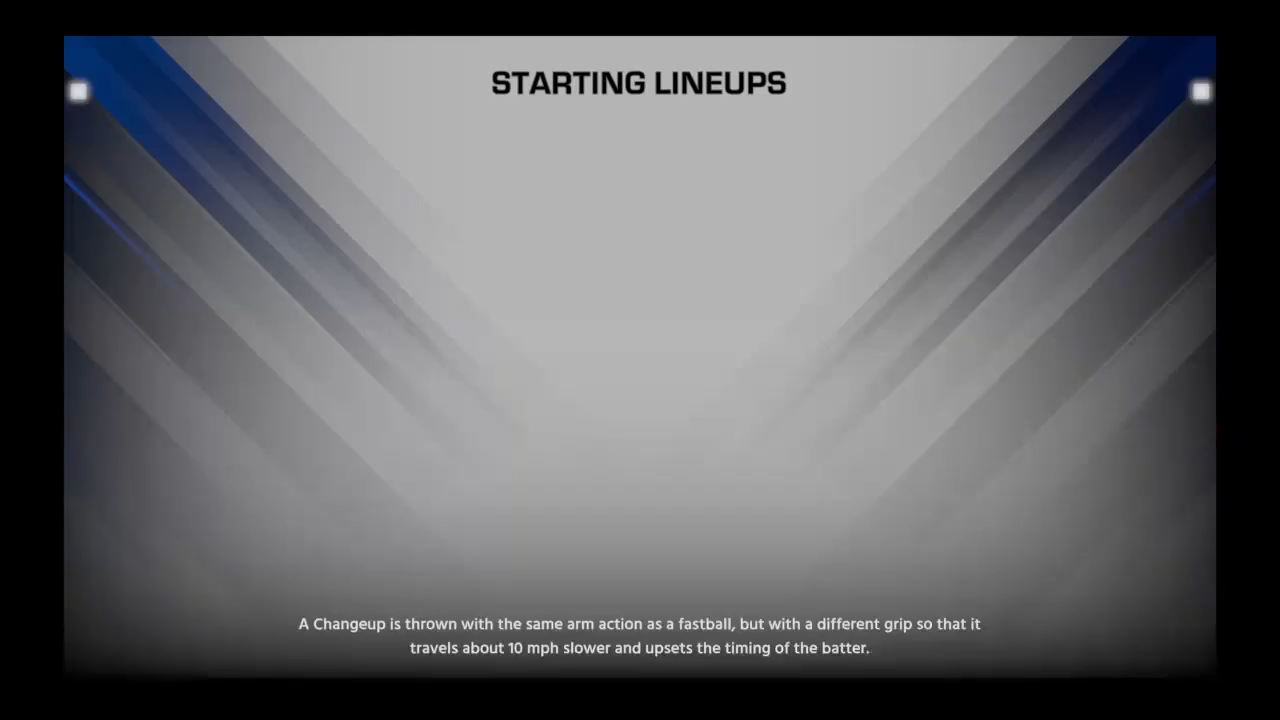 STARTING LINEUPS
A Changeup is thrown with the same arm action as a fastball, but with a different grip so that it
travels about 10 mph slower and upsets the timing of the batter.